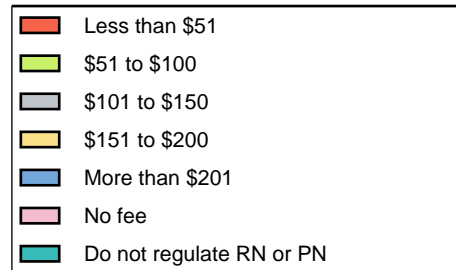 Less than $51
$51 to $100
$101 to $150
$151 to $200
More than $201
No fee
Do not regulate RN or PN